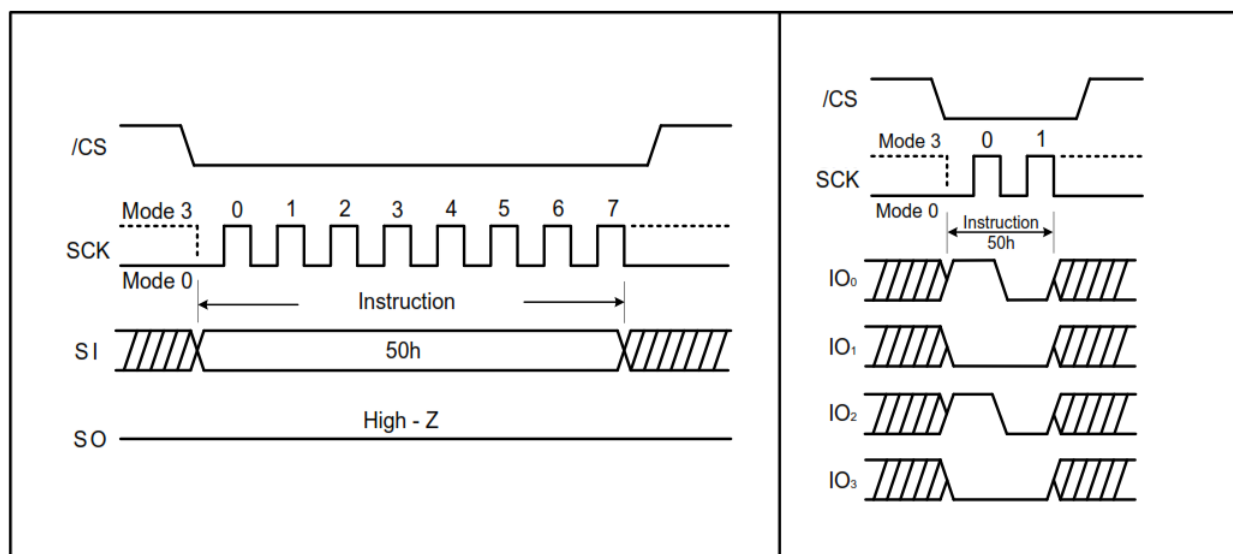 /CS
Mode 3 0 1 2 3 4 5 6 7
SCK
Mode 0
Instruction
SI 50h
High - Z
SO
/CS
Mode 3 0 1
SCK
Mode 0
Instruction
50h
IO₀
IO₁
IO₂
IO₃